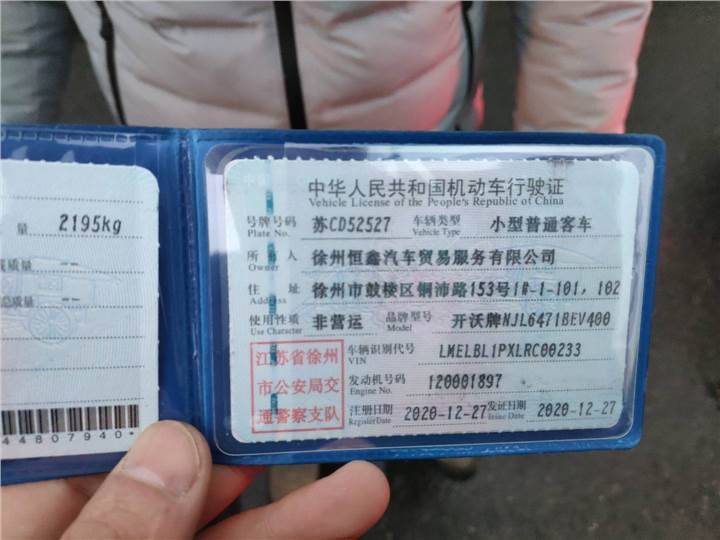 量 2195kg
质量 --
总质量 --
44807940*
中华人民共和国机动车行驶证
Vehicle License of the People's Republic of China
号牌号码 苏CD52527 车辆类型 小型普通客车
Plate No. Vehicle Type
所有人 徐州恒鑫汽车贸易服务有限公司
Owner
住址 徐州市鼓楼区铜沛路153号1#-1-101，102
Address
使用性质 非营运 品牌型号 开沃牌NJL6471BEV400
Use Character Model
江苏省徐州
市公安局交
通警察支队
车辆识别代号 LMELBL1PXLRC00233
VIN
发动机号码 120001897
Engine No.
注册日期 2020-12-27 发证日期 2020-12-27
Register Date Issue Date